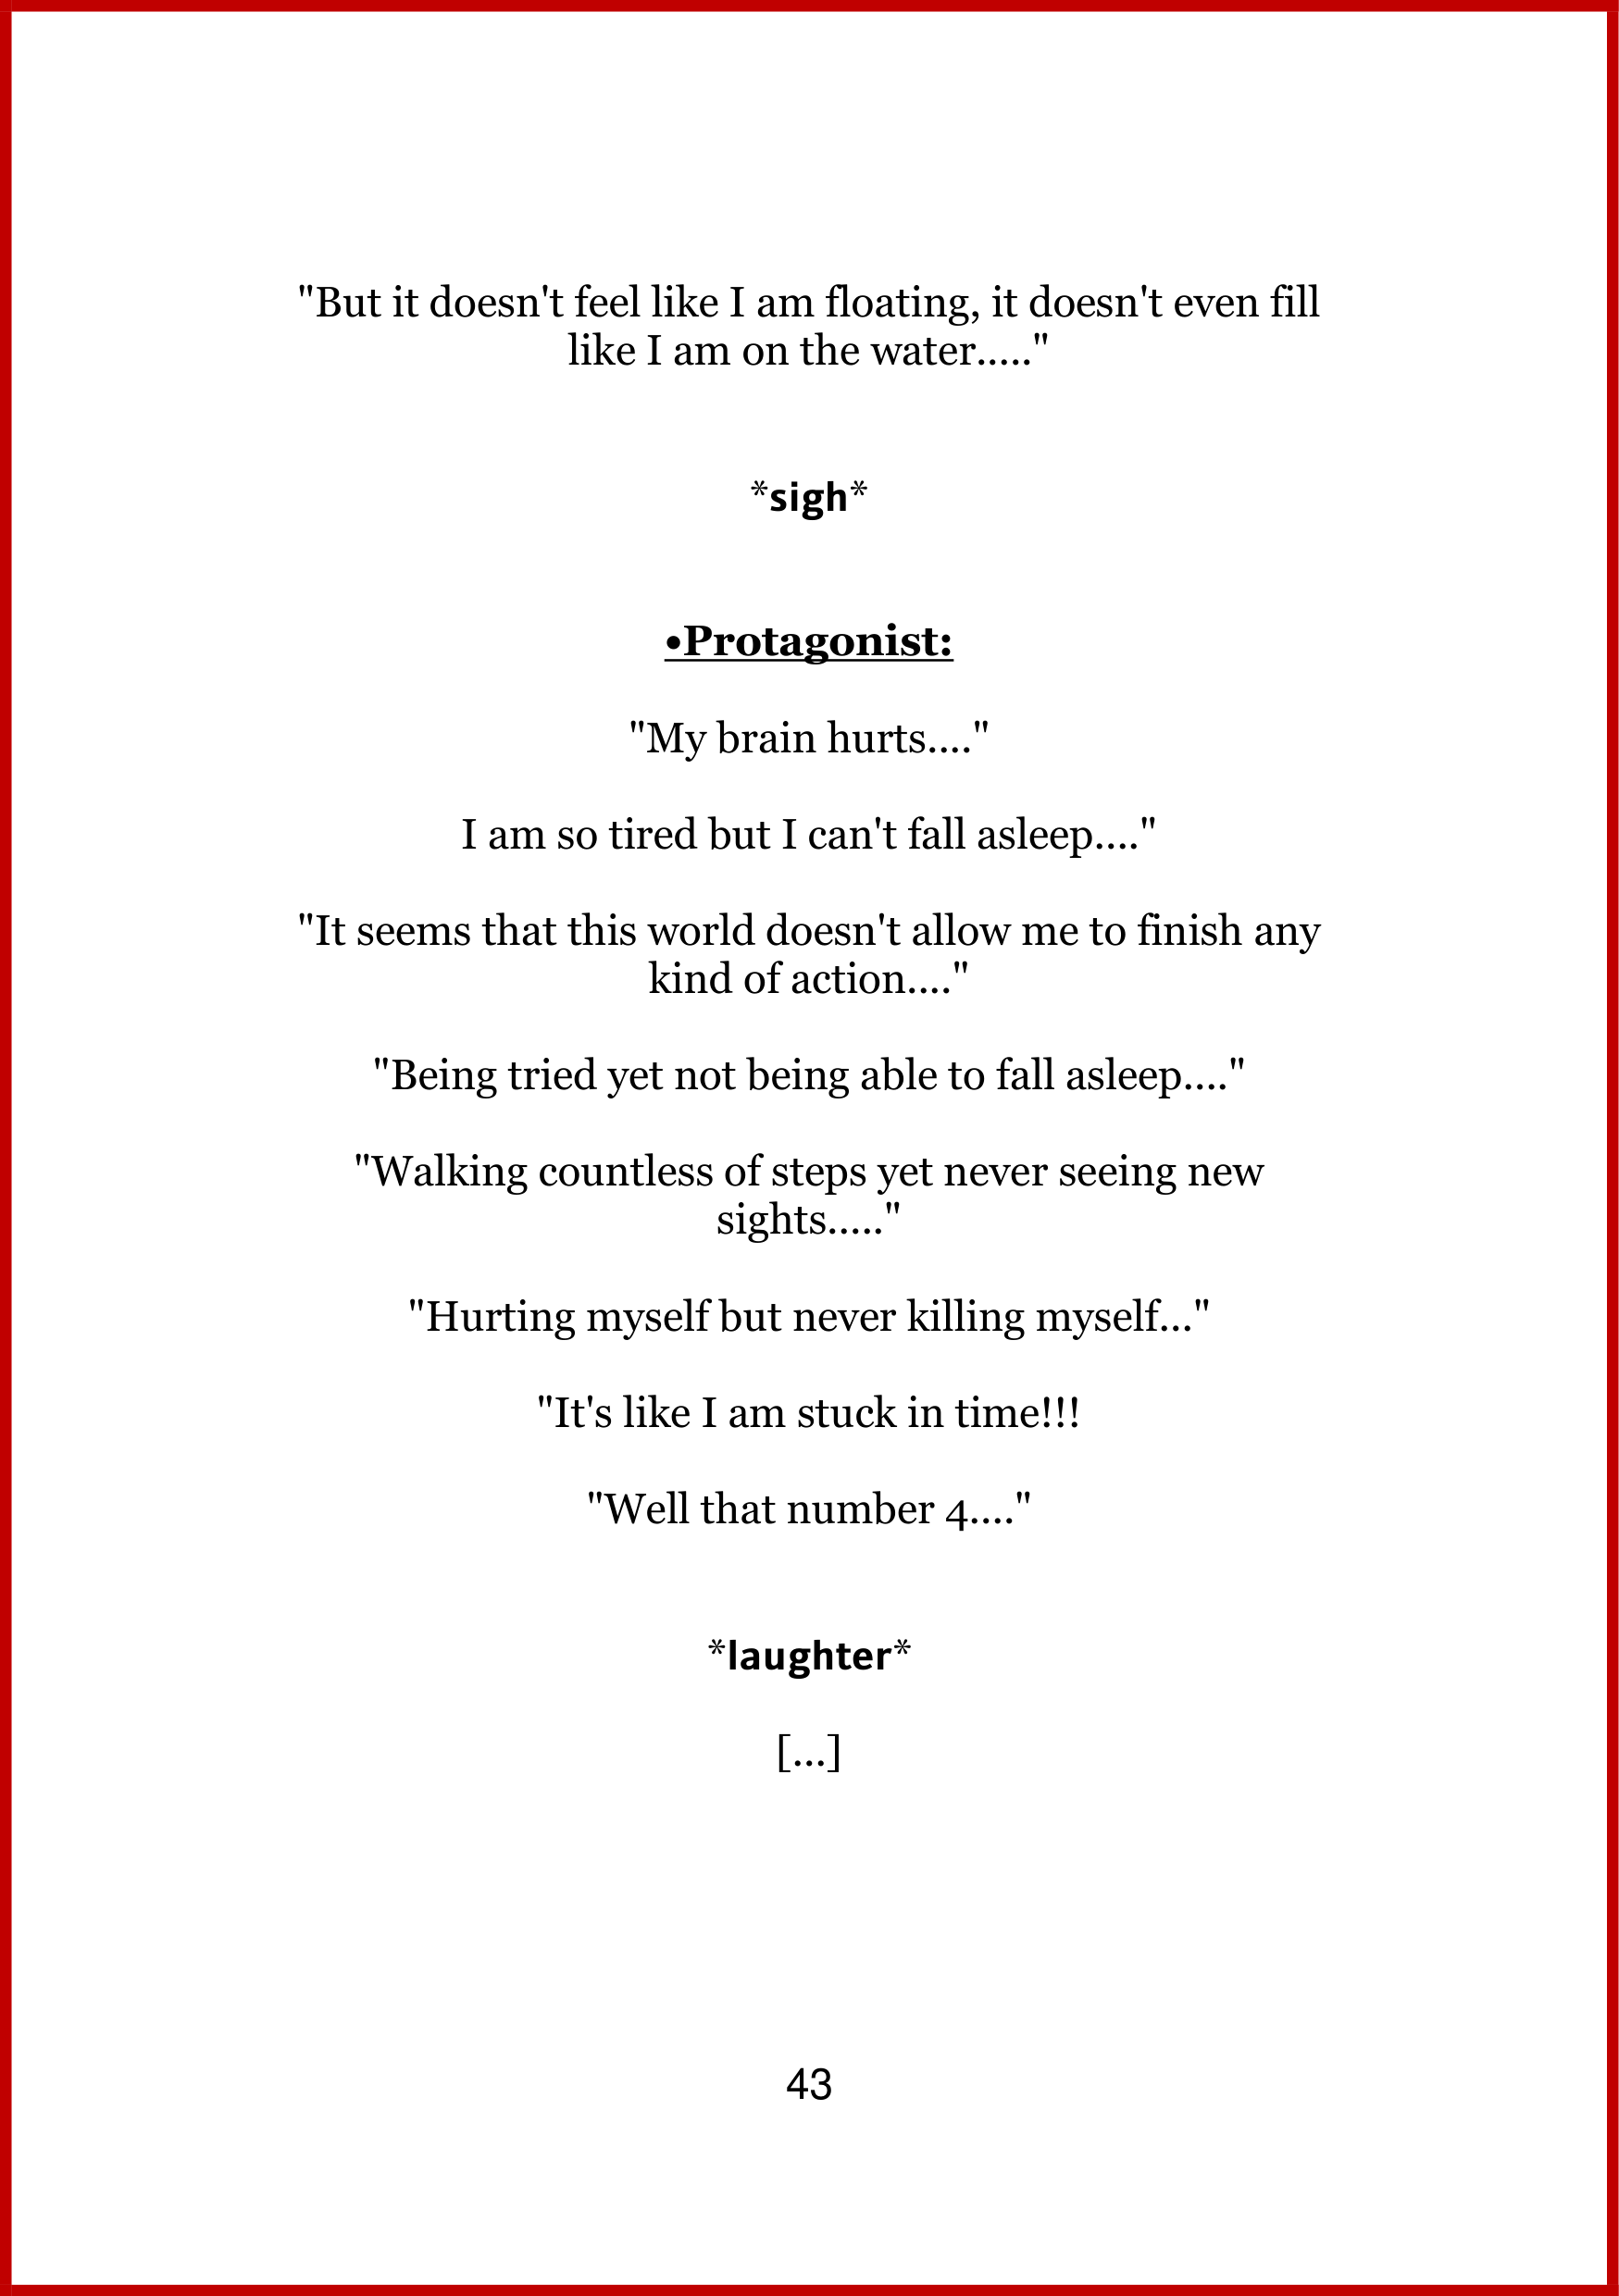 "But it doesn't feel like I am floating, it doesn't even fill
like I am on the water....."
*sigh*
•Protagonist:
"My brain hurts...."
I am so tired but I can't fall asleep...."
"It seems that this world doesn't allow me to finish any
kind of action...."
"Being tried yet not being able to fall asleep...."
"Walking countless of steps yet never seeing new
sights....."
"Hurting myself but never killing myself..."
"It's like I am stuck in time!!!
"Well that number 4...."
*laughter*
[...]
43